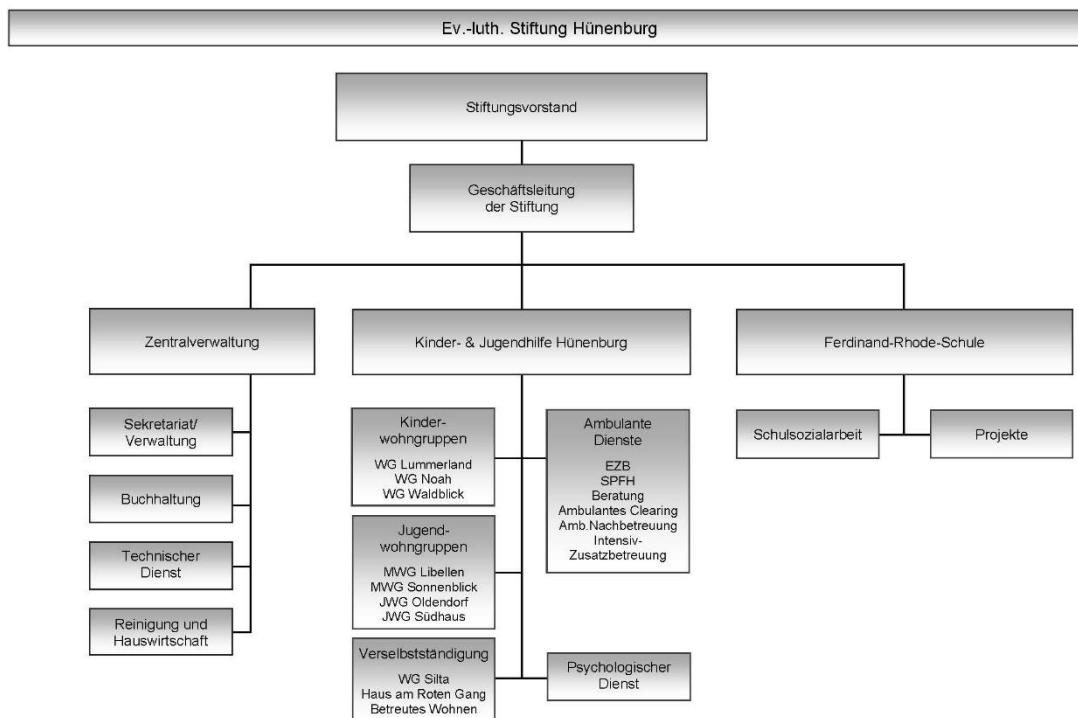 Ev.-luth. Stiftung Hünenburg
Stiftungsvorstand
Geschäftsleitung
der Stiftung
Zentralverwaltung
Kinder- & Jugendhilfe Hünenburg
Ferdinand-Rhode-Schule
Sekretariat/
Verwaltung
Buchhaltung
Technischer
Dienst
Reinigung und
Hauswirtschaft
Kinder-
wohngruppen
WG Lummerland
WG Noah
WG Waldblick
Jugend-
wohngruppen
MWG Libellen
MWG Sonnenblick
JWG Oldendorf
JWG Südhaus
Verselbstständigung
WG Silta
Haus am Roten Gang
Betreutes Wohnen
Ambulante
Dienste
EZB
SPFH
Beratung
Ambulantes Clearing
Amb.Nachbetreuung
Intensiv-
Zusatzbetreuung
Psychologischer
Dienst
Schulsozialarbeit
Projekte